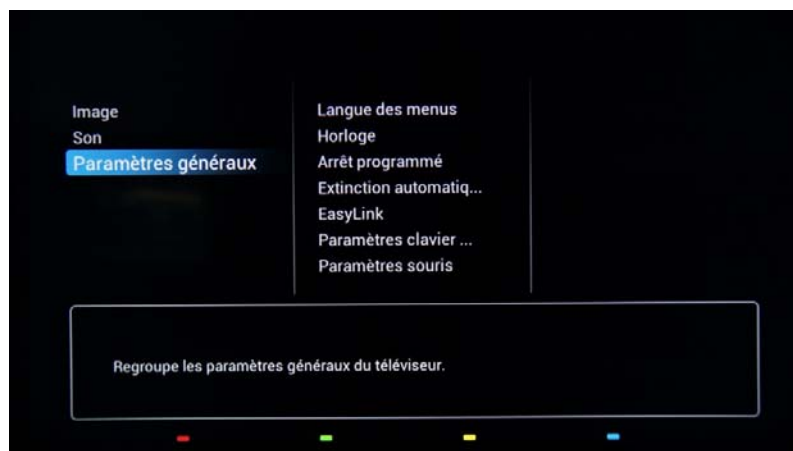 Image
Son
Paramètres généraux
Langue des menus
Horloge
Arrêt programmé
Extinction automatiq...
EasyLink
Paramètres clavier ...
Paramètres souris
Regroupe les paramètres généraux du téléviseur.